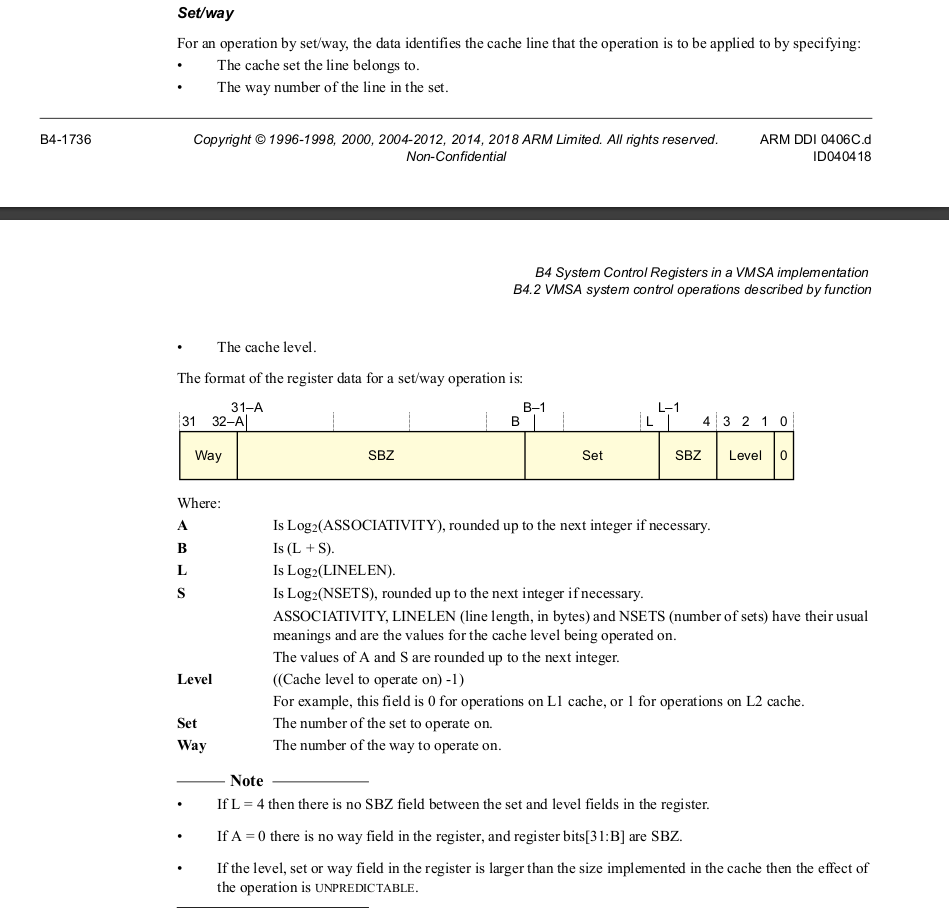 Set/way
For an operation by set/way, the data identifies the cache line that the operation is to be applied to by specifying:
• The cache set the line belongs to.
• The way number of the line in the set.
B4-1736 Copyright © 1996-1998, 2000, 2004-2012, 2014, 2018 ARM Limited. All rights reserved. ARM DDI 0406C.d
Non-Confidential ID040418
B4 System Control Registers in a VMSA implementation
B4.2 VMSA system control operations described by function
• The cache level.
The format of the register data for a set/way operation is:
31–A B–1 L–1
31 32–A B L 4 3 2 1 0
Way SBZ Set SBZ Level 0
Where:
A Is Log2(ASSOCIATIVITY), rounded up to the next integer if necessary.
B Is (L + S).
L Is Log2(LINELEN).
S Is Log2(NSETS), rounded up to the next integer if necessary.
ASSOCIATIVITY, LINELEN (line length, in bytes) and NSETS (number of sets) have their usual
meanings and are the values for the cache level being operated on.
The values of A and S are rounded up to the next integer.
Level ((Cache level to operate on) -1)
For example, this field is 0 for operations on L1 cache, or 1 for operations on L2 cache.
Set The number of the set to operate on.
Way The number of the way to operate on.
Note
• If L = 4 then there is no SBZ field between the set and level fields in the register.
• If A = 0 there is no way field in the register, and register bits[31:B] are SBZ.
• If the level, set or way field in the register is larger than the size implemented in the cache then the effect of
the operation is UNPREDICTABLE.